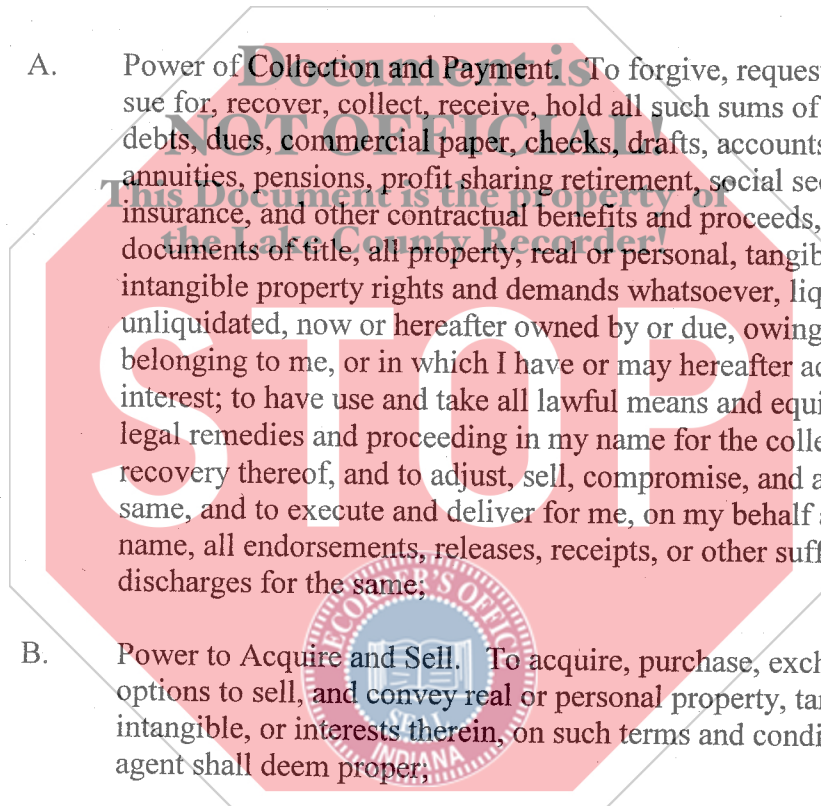 Document is
NOT OFFICIAL!
This Document is the property of
the Lake County Recorder!
STOP
A. Power of Collection and Payment. To forgive, request
sue for, recover, collect, receive, hold all such sums of
debts, dues, commercial paper, checks, drafts, accounts
annuities, pensions, profit sharing retirement, social
insurance, and other contractual benefits and proceeds,
documents of title, all property, real or personal,
intangible property rights and demands whatsoever,
unliquidated, now or hereafter owned by or due, owing
belonging to me, or in which I have or may hereafter
interest; to have use and take all lawful means and
legal remedies and proceeding in my name for the
recovery thereof, and to adjust, sell, compromise, and
same, and to execute and deliver for me, on my behalf
name, all endorsements, releases, receipts, or other
discharges for the same;
B. Power to Acquire and Sell. To acquire, purchase,
options to sell, and convey real or personal property,
intangible, or interests therein, on such terms and
agent shall deem proper;
RECORDER'S OFFICE
SEAL
INDIANA